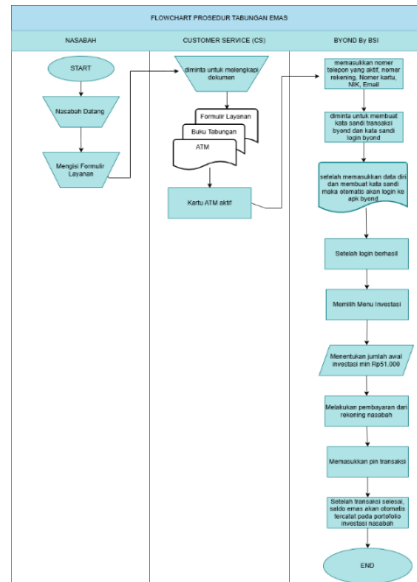 FLOWCHART PROSEDUR TABUNGAN EMAS
NASABAH
CUSTOMER SERVICE (CS)
BYOND By BSI
START
Nasabah Datang
Mengisi Formulir
Layanan
diminta untuk melengkapi
dokumen
Formulir Layanan
Buku Tabungan
ATM
Kartu ATM aktif
memasukkan nomer
telepon yang aktif, nomer
rekening, Nomer kartu,
NIK, Email
diminta untuk membuat
kata sandi transaksi
byond dan kata sandi
login byond
setelah memasukkan data diri
dan membuat kata sandi
maka otomatis akan login ke
apk byond
Setelah login berhasil
Memilih Menu Investasi
Menentukan jumlah awal
investasi min Rp51.000
Melakukan pembayaran dari
rekening nasabah
Memasukkan pin transaksi
Setelah transaksi selesai,
saldo emas akan otomatis
tercatat pada portofolio
investasi nasabah
END